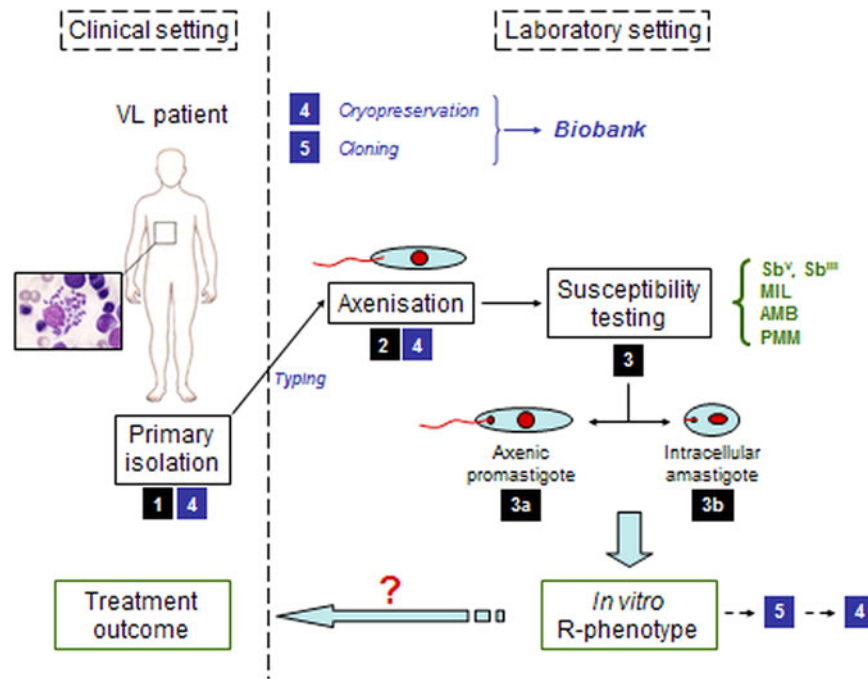 Clinical setting
Laboratory setting
VL patient
4 Cryopreservation
5 Cloning
Biobank
Axenisation
2 4
Susceptibility
testing
3
Sbⱽ, Sbᴵᴵᴵ
MIL
AMB
PMM
Typing
Primary
isolation
1 4
Axenic
promastigote
3a
Intracellular
amastigote
3b
Treatment
outcome
?
In vitro
R-phenotype
5 4